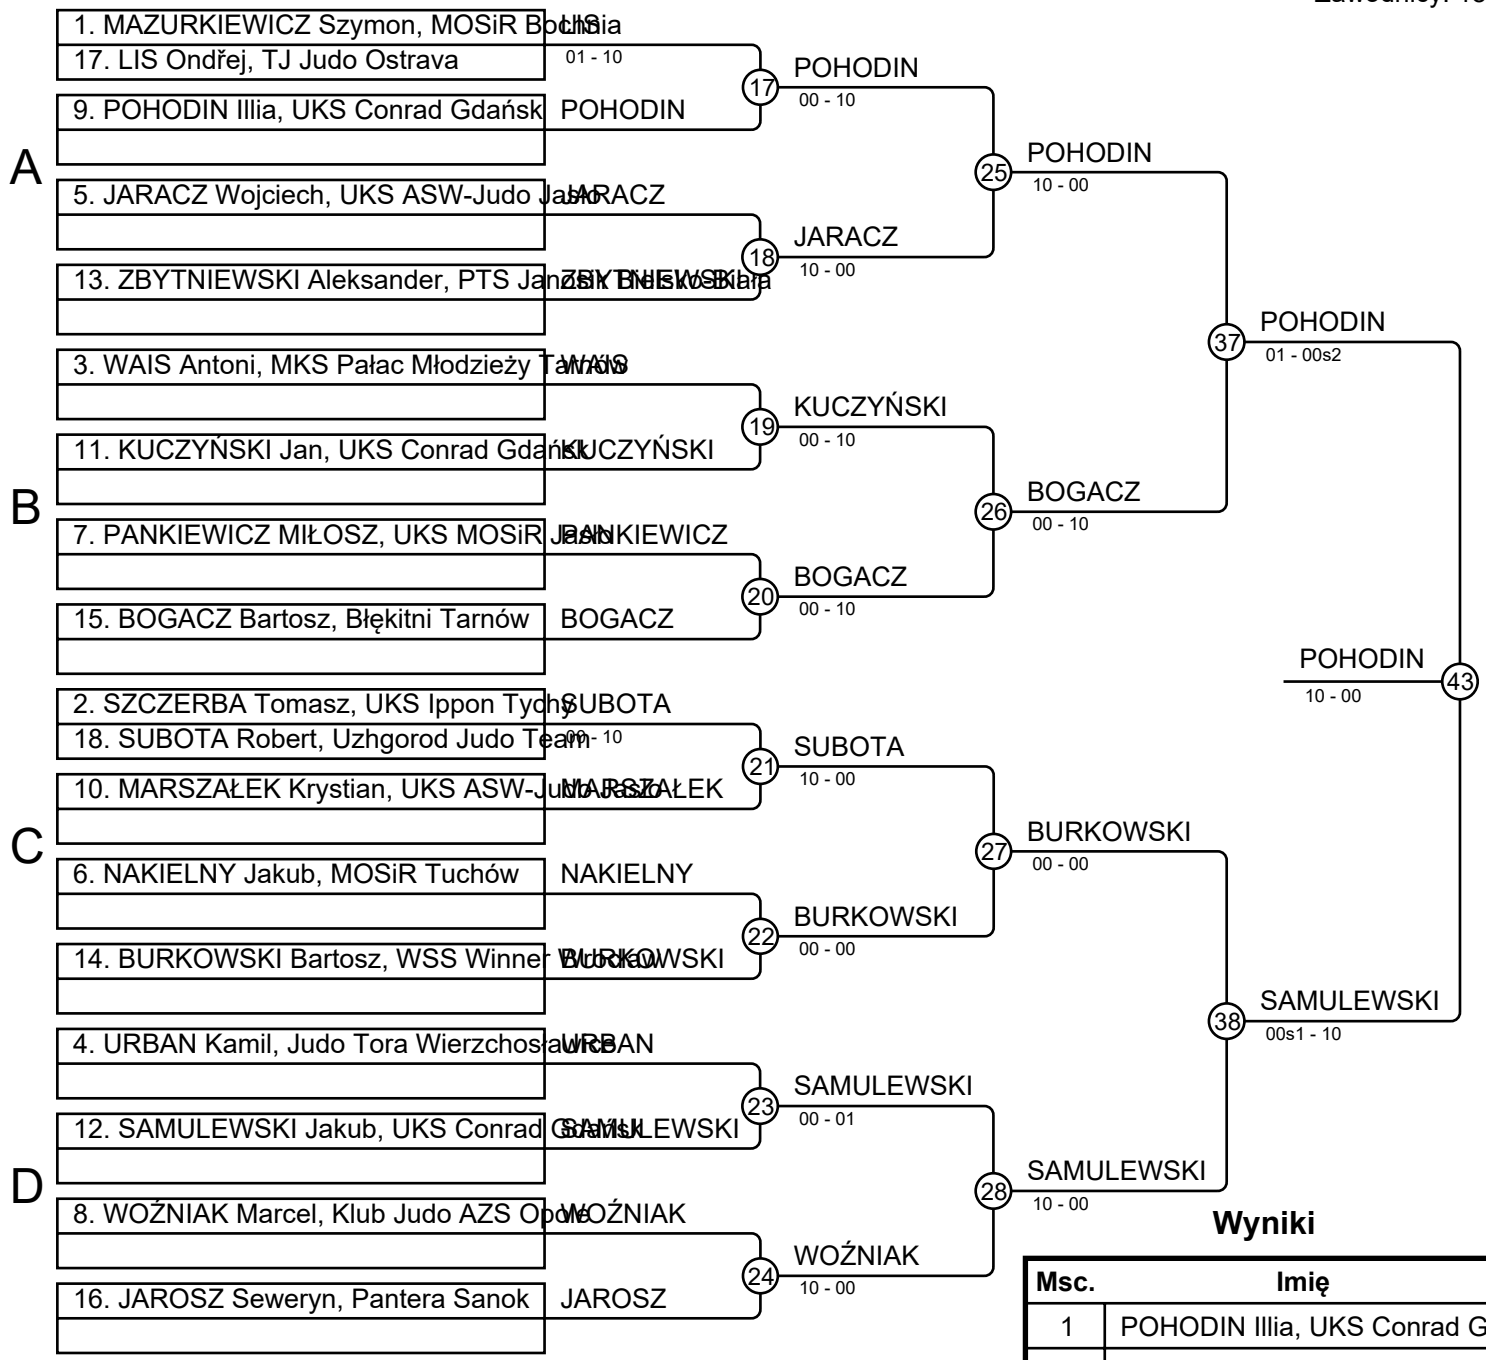 1. MAZURKIEWICZ Szymon, MOSiR Bochnia
LIS
17. LIS Ondřej, TJ Judo Ostrava
01 - 10
9. POHODIN Illia, UKS Conrad Gdańsk
POHODIN
17
POHODIN
00 - 10
A
5. JARACZ Wojciech, UKS ASW-Judo Jasło
JARACZ
13. ZBYTNIEWSKI Aleksander, PTS Janosik Bielsko-Biała
ZBYTNIEWSKI
18
JARACZ
10 - 00
25
POHODIN
10 - 00
3. WAIS Antoni, MKS Pałac Młodzieży Tarnów
WAIS
11. KUCZYŃSKI Jan, UKS Conrad Gdańsk
KUCZYŃSKI
19
KUCZYŃSKI
00 - 10
B
7. PANKIEWICZ MIŁOSZ, UKS MOSiR Jasło
PANKIEWICZ
15. BOGACZ Bartosz, Błękitni Tarnów
BOGACZ
20
BOGACZ
00 - 10
26
BOGACZ
00 - 10
37
POHODIN
01 - 00s2
2. SZCZERBA Tomasz, UKS Ippon Tychy
SUBOTA
18. SUBOTA Robert, Uzhgorod Judo Team
00 - 10
10. MARSZAŁEK Krystian, UKS ASW-Judo Jasło
MARSZAŁEK
21
SUBOTA
10 - 00
C
6. NAKIELNY Jakub, MOSiR Tuchów
NAKIELNY
14. BURKOWSKI Bartosz, WSS Winner Wrocław
BURKOWSKI
22
BURKOWSKI
00 - 00
27
BURKOWSKI
00 - 00
4. URBAN Kamil, Judo Tora Wierzchosławice
URBAN
12. SAMULEWSKI Jakub, UKS Conrad Gdańsk
SAMULEWSKI
23
SAMULEWSKI
00 - 01
D
8. WOŹNIAK Marcel, Klub Judo AZS Opole
WOŹNIAK
16. JAROSZ Seweryn, Pantera Sanok
JAROSZ
24
WOŹNIAK
10 - 00
28
SAMULEWSKI
10 - 00
38
SAMULEWSKI
00s1 - 10
POHODIN
43
10 - 00
Wyniki
Msc. Imię
1 POHODIN Illia, UKS Conrad G